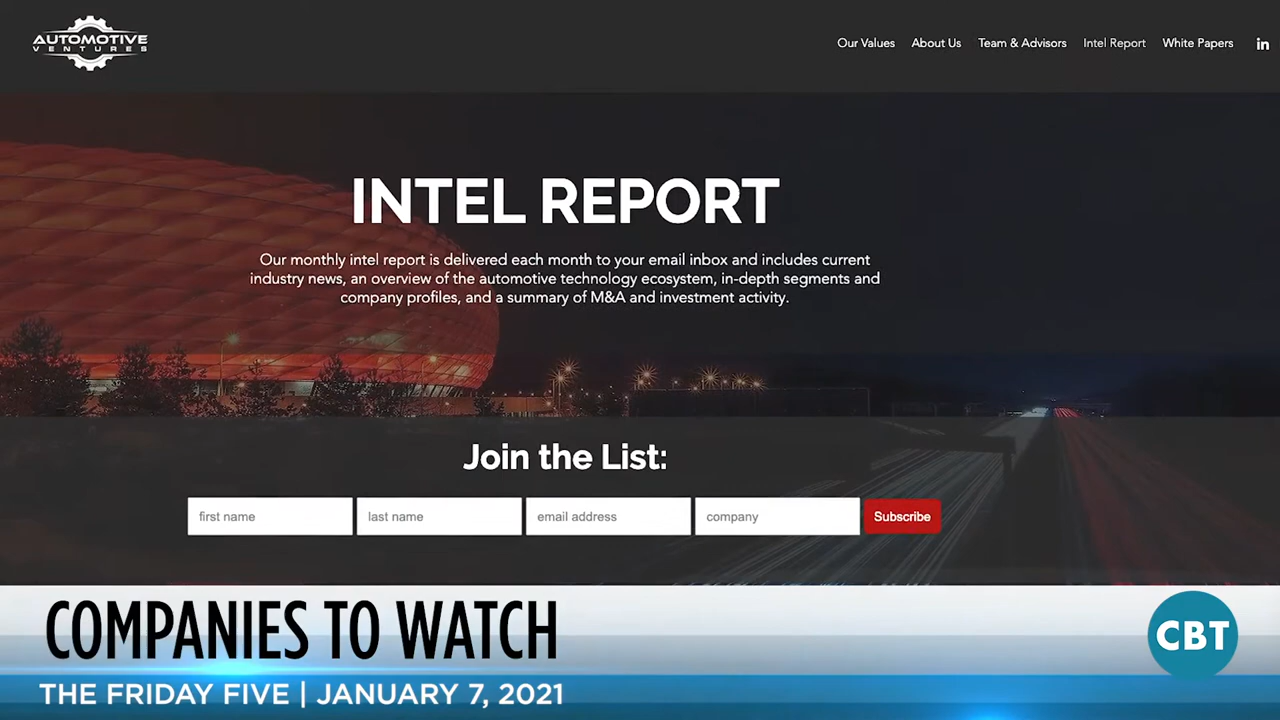 AUTOMOTIVE
VENTURES
Our Values
About Us
Team & Advisors
Intel Report
White Papers
in
INTEL REPORT
Our monthly intel report is delivered each month to your email inbox and includes current
industry news, an overview of the automotive technology ecosystem, in-depth segments and
company profiles, and a summary of M&A and investment activity.
Join the List:
first name
last name
email address
company
Subscribe
COMPANIES TO WATCH
CBT
THE FRIDAY FIVE | JANUARY 7, 2021